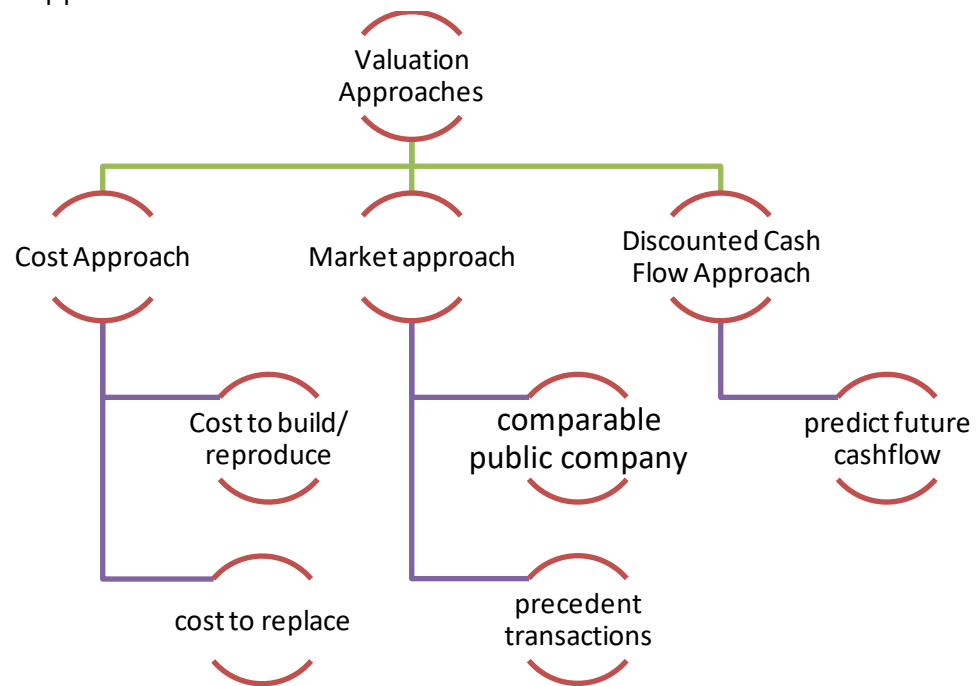 Valuation
Approaches
Cost Approach
Market approach
Discounted Cash
Flow Approach
Cost to build/
reproduce
comparable
public company
predict future
cashflow
cost to replace
precedent
transactions